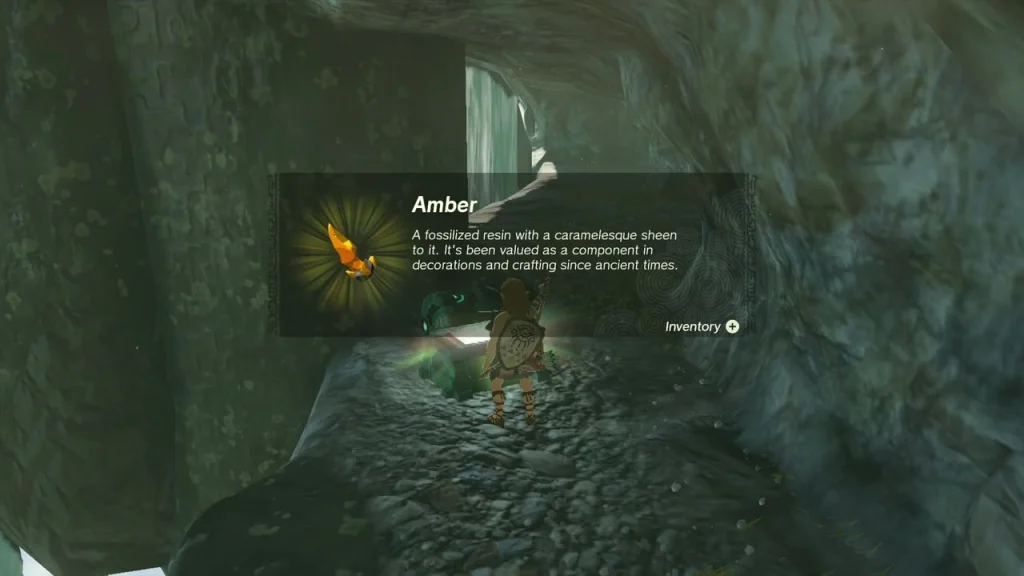 Amber
A fossilized resin with a caramelesque sheen
to it. It's been valued as a component in
decorations and crafting since ancient times.
Inventory